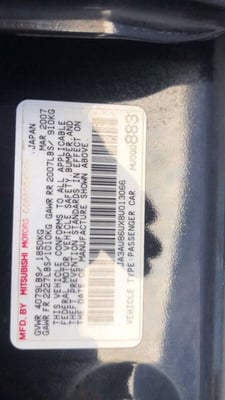 MFD. BY MITSUBISHI MOTORS CORPORATION
JAPAN
MAR 2007
GVWR 4079LBS/ 1850KG
GAWR FR 2227LBS/1010KG GAWR RR 2007LBS/ 910KG
THIS VEHICLE CONFORMS TO ALL APPLICABLE
FEDERAL MOTOR VEHICLE SAFETY, BUMPER, AND
THEFT PREVENTION STANDARDS IN EFFECT ON
THE DATE OF MANUFACTURE SHOWN ABOVE.
JA3AU86UX8U013066
VEHICLE TYPE:PASSENGER CAR
883